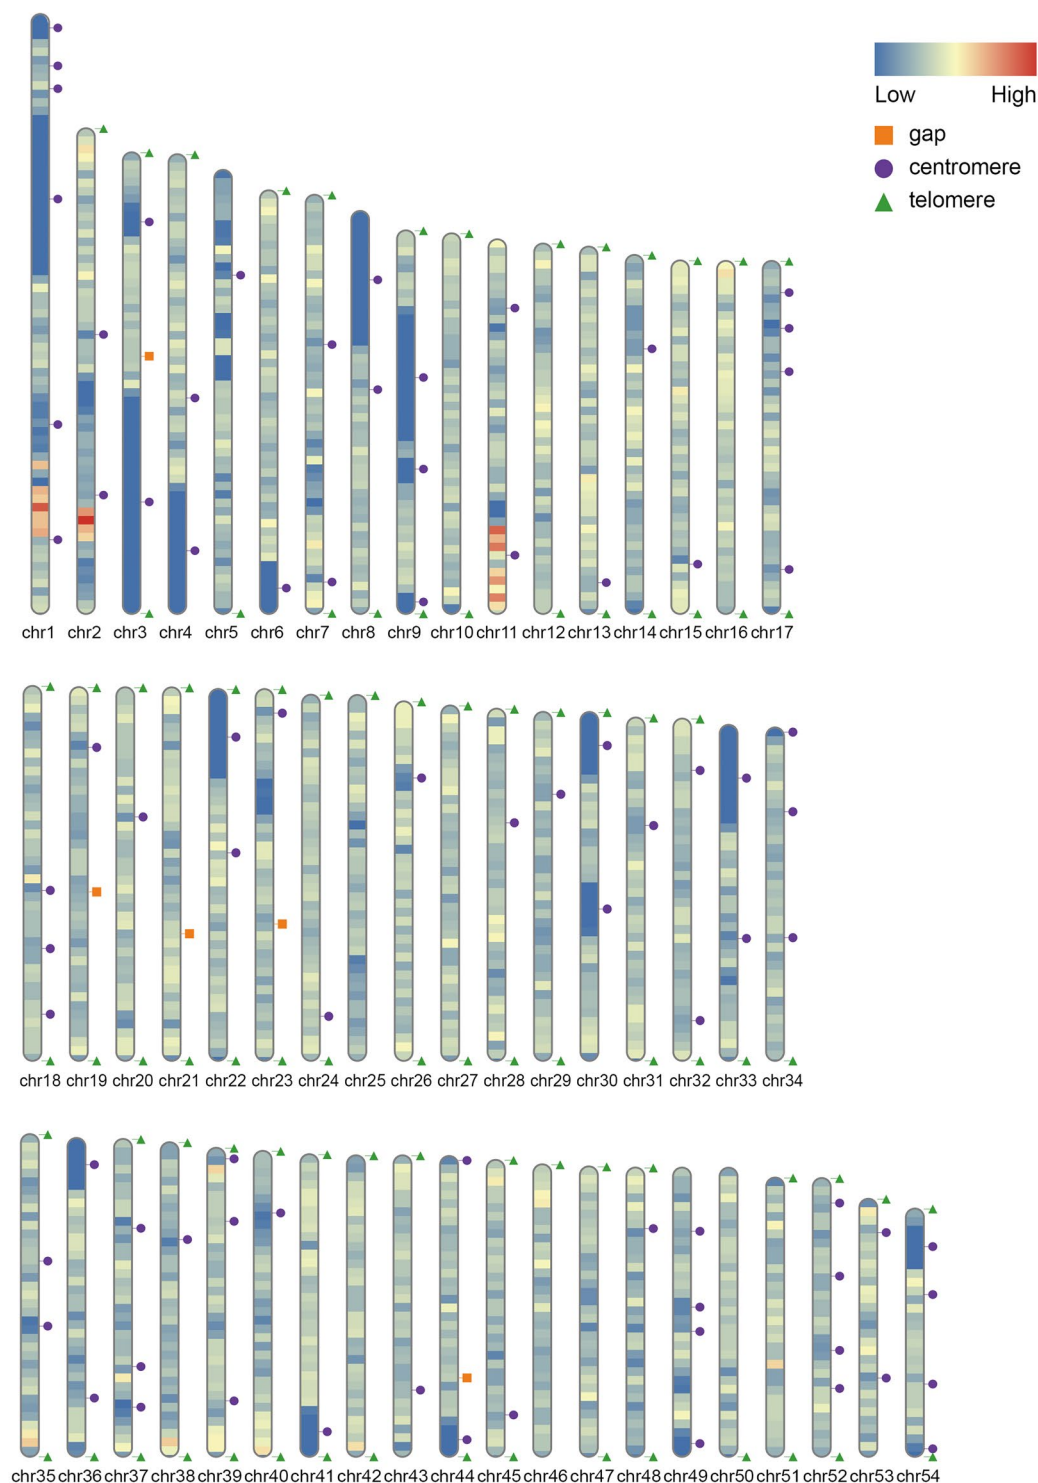 Low High
gap
centromere
telomere
chr1 chr2 chr3 chr4 chr5 chr6 chr7 chr8 chr9 chr10 chr11 chr12 chr13 chr14 chr15 chr16 chr17
chr18 chr19 chr20 chr21 chr22 chr23 chr24 chr25 chr26 chr27 chr28 chr29 chr30 chr31 chr32 chr33 chr34
chr35 chr36 chr37 chr38 chr39 chr40 chr41 chr42 chr43 chr44 chr45 chr46 chr47 chr48 chr49 chr50 chr51 chr52 chr53 chr54